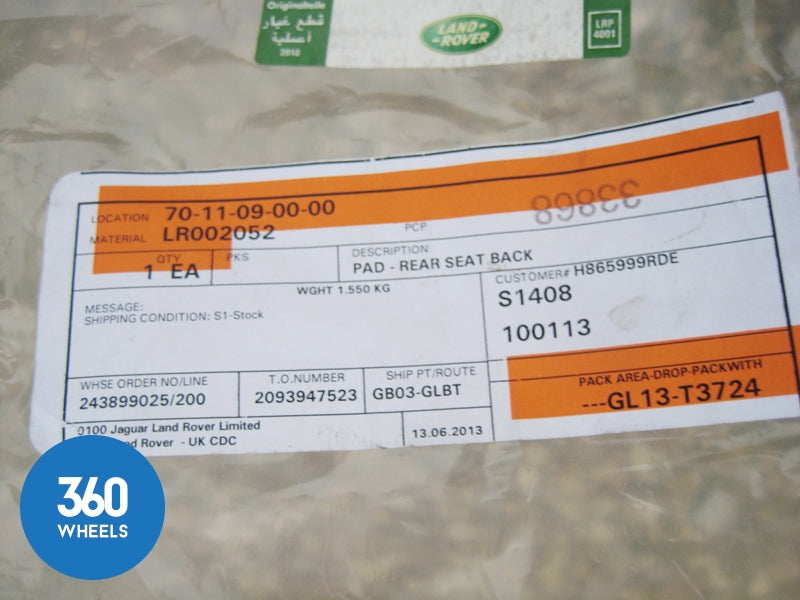 Originalteile
قطع غيار
أصلية
2010
LAND-
ROVER
LRP
4001
LOCATION 70-11-09-00-00
33868
MATERIAL LR002052
PCP
QTY
PKS
DESCRIPTION
1 EA
PAD - REAR SEAT BACK
WGHT 1.550 KG
CUSTOMER# H865999RDE
S1408
MESSAGE:
SHIPPING CONDITION: S1-Stock
100113
WHSE ORDER NO/LINE
T.O.NUMBER
SHIP PT/ROUTE
PACK AREA-DROP-PACKWITH
243899025/200
2093947523
GB03-GLBT
---GL13-T3724
0100 Jaguar Land Rover Limited
Rover - UK CDC
13.06.2013
360
WHEELS